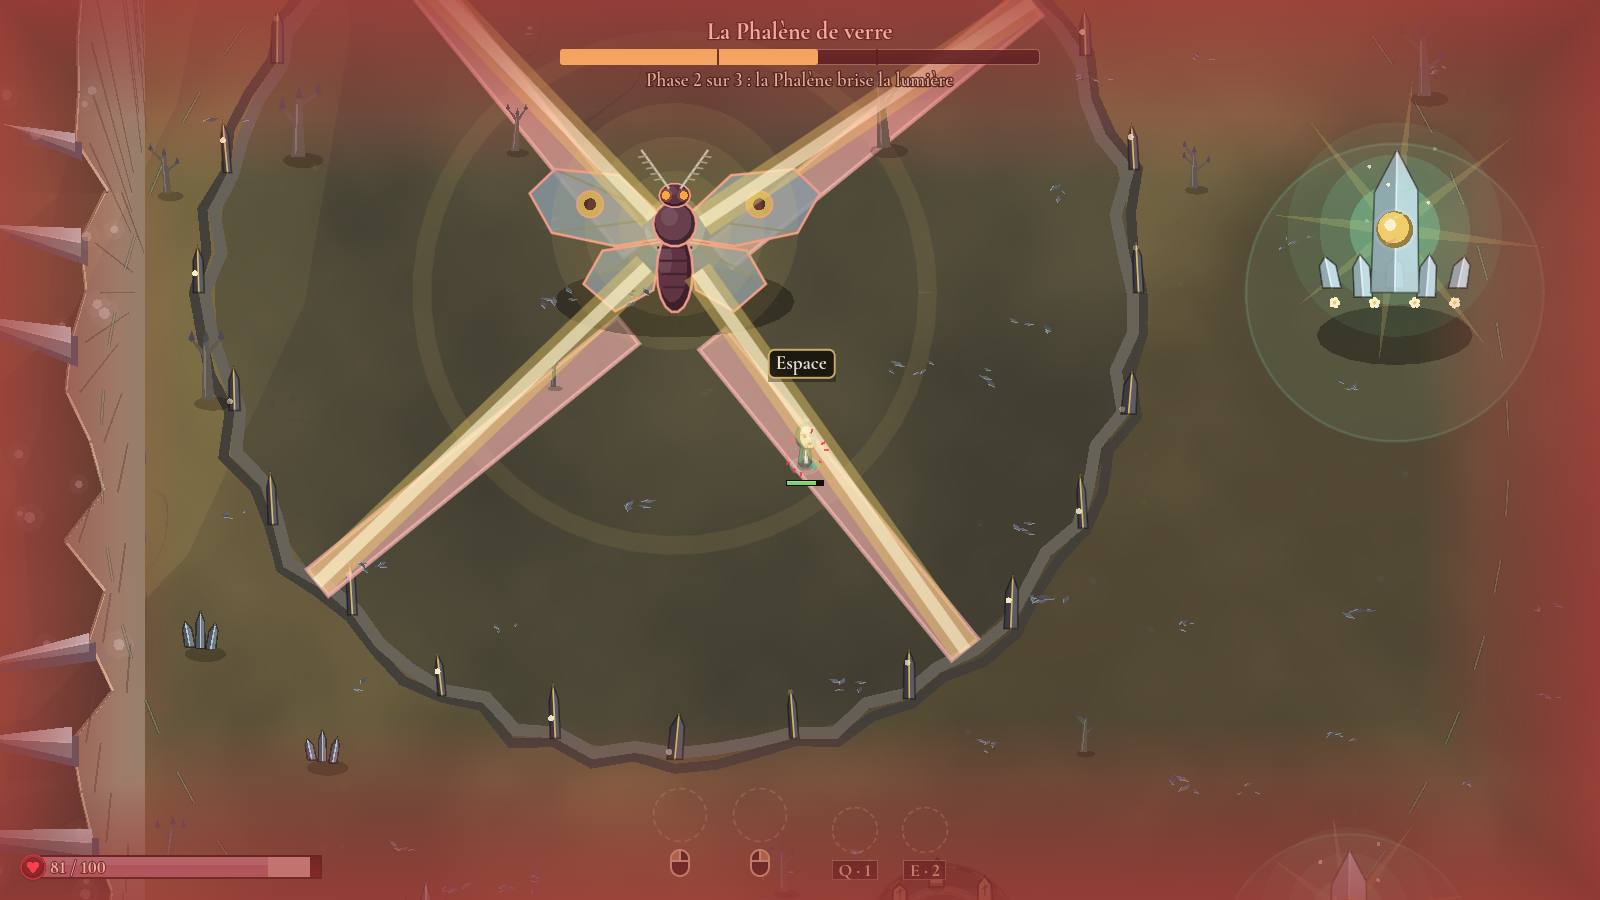 La Phalène de verre
Phase 2 sur 3 : la Phalène brise la lumière
Espace
81 / 100
Q · 1
E · 2